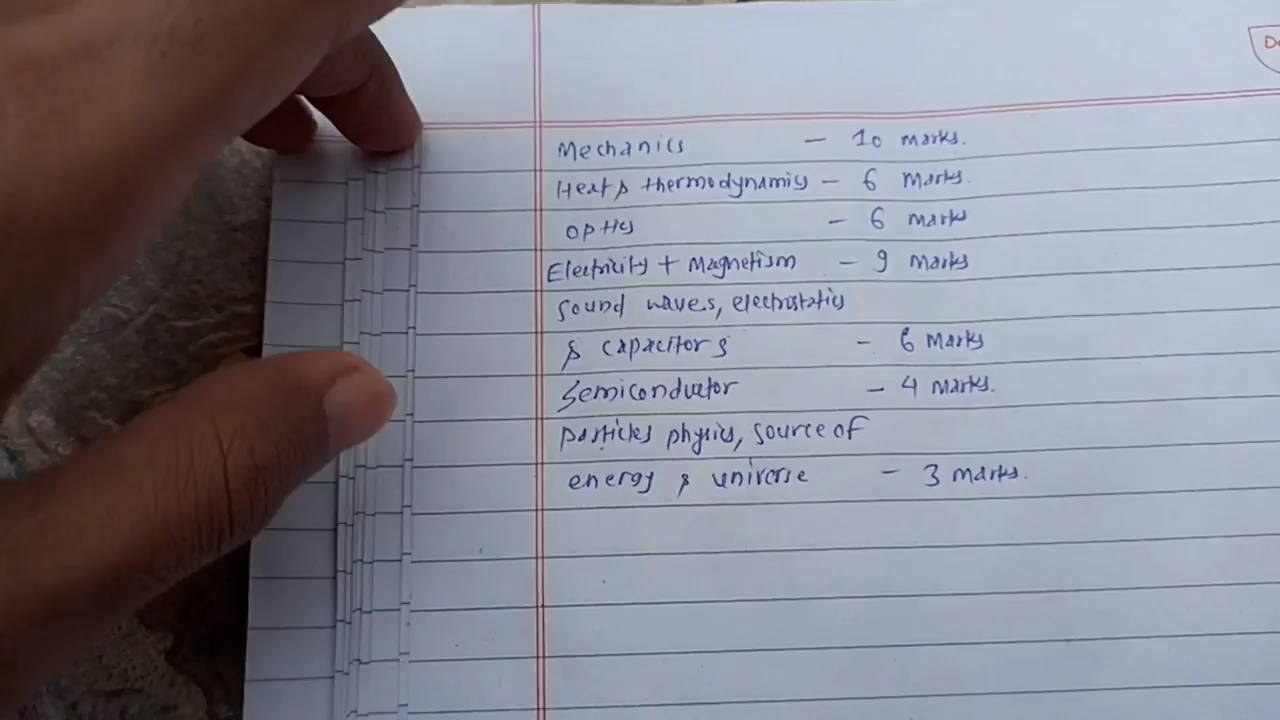 Mechanics - 10 marks.
Heat & thermodynamics - 6 Marks.
optics - 6 marks
Electricity + Magnetism - 9 marks
sound waves, electrostatics
& capacitors - 6 Marks
Semiconductor - 4 marks.
particles physics, source of
energy & universe - 3 marks.